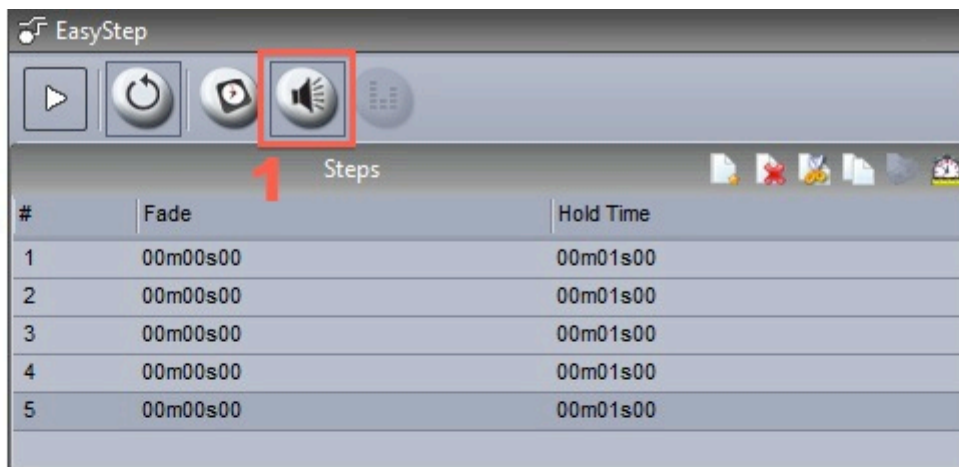 EasyStep
1
Steps
# Fade Hold Time
1 00m00s00 00m01s00
2 00m00s00 00m01s00
3 00m00s00 00m01s00
4 00m00s00 00m01s00
5 00m00s00 00m01s00